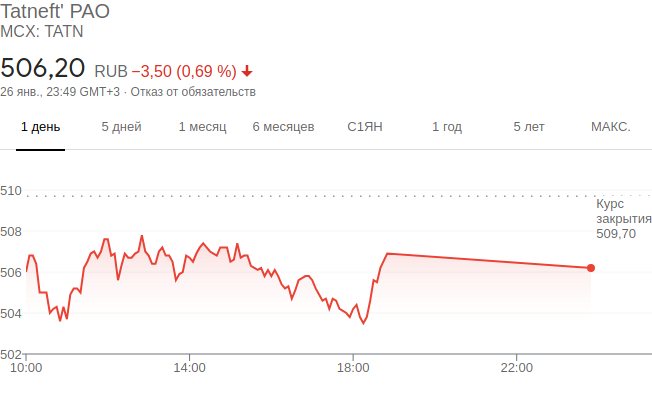 Tatneft' PAO
MCX: TATN
506,20 RUB −3,50 (0,69 %)
26 янв., 23:49 GMT+3 · Отказ от обязательств
1 день 5 дней 1 месяц 6 месяцев С1ЯН 1 год 5 лет МАКС.
510
Курс
закрытия
509,70
508
506
504
502
10:00 14:00 18:00 22:00